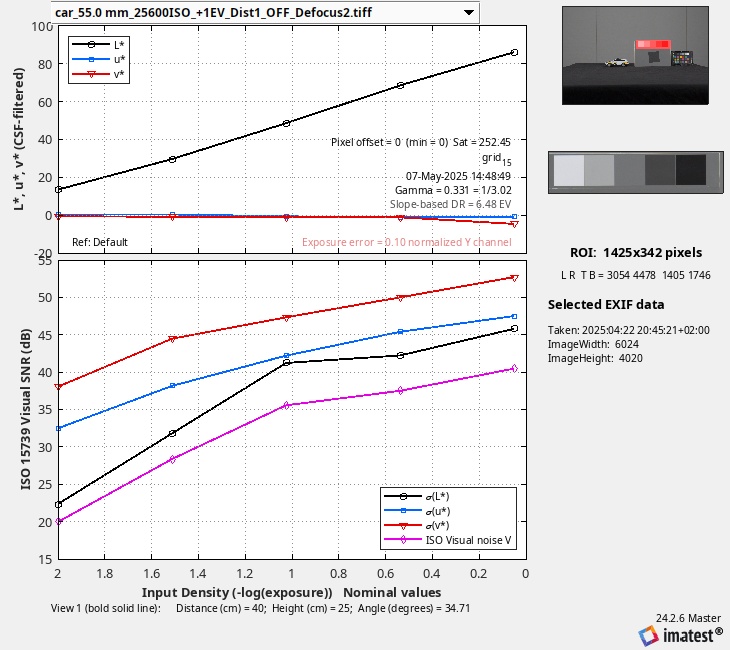 car_55.0 mm_25600ISO_+1EV_Dist1_OFF_Defocus2.tiff
100
80
60
40
20
0
-20
L*, u*, v* (CSF-filtered)
L*
u*
v*
Pixel offset = 0 (min = 0) Sat = 252.45
grid15
07-May-2025 14:48:49
Gamma = 0.331 = 1/3.02
Slope-based DR = 6.48 EV
Ref: Default
Exposure error = 0.10 normalized Y channel
55
50
45
40
35
30
25
20
15
ISO 15739 Visual SNR (dB)
𝜎(L*)
𝜎(u*)
𝜎(v*)
ISO Visual noise V
2 1.8 1.6 1.4 1.2 1 0.8 0.6 0.4 0.2 0
Input Density (-log(exposure)) Nominal values
View 1 (bold solid line): Distance (cm) = 40; Height (cm) = 25; Angle (degrees) = 34.71
ROI: 1425x342 pixels
L R T B = 3054 4478 1405 1746
Selected EXIF data
Taken: 2025:04:22 20:45:21+02:00
ImageWidth: 6024
ImageHeight: 4020
24.2.6 Master
imatest®